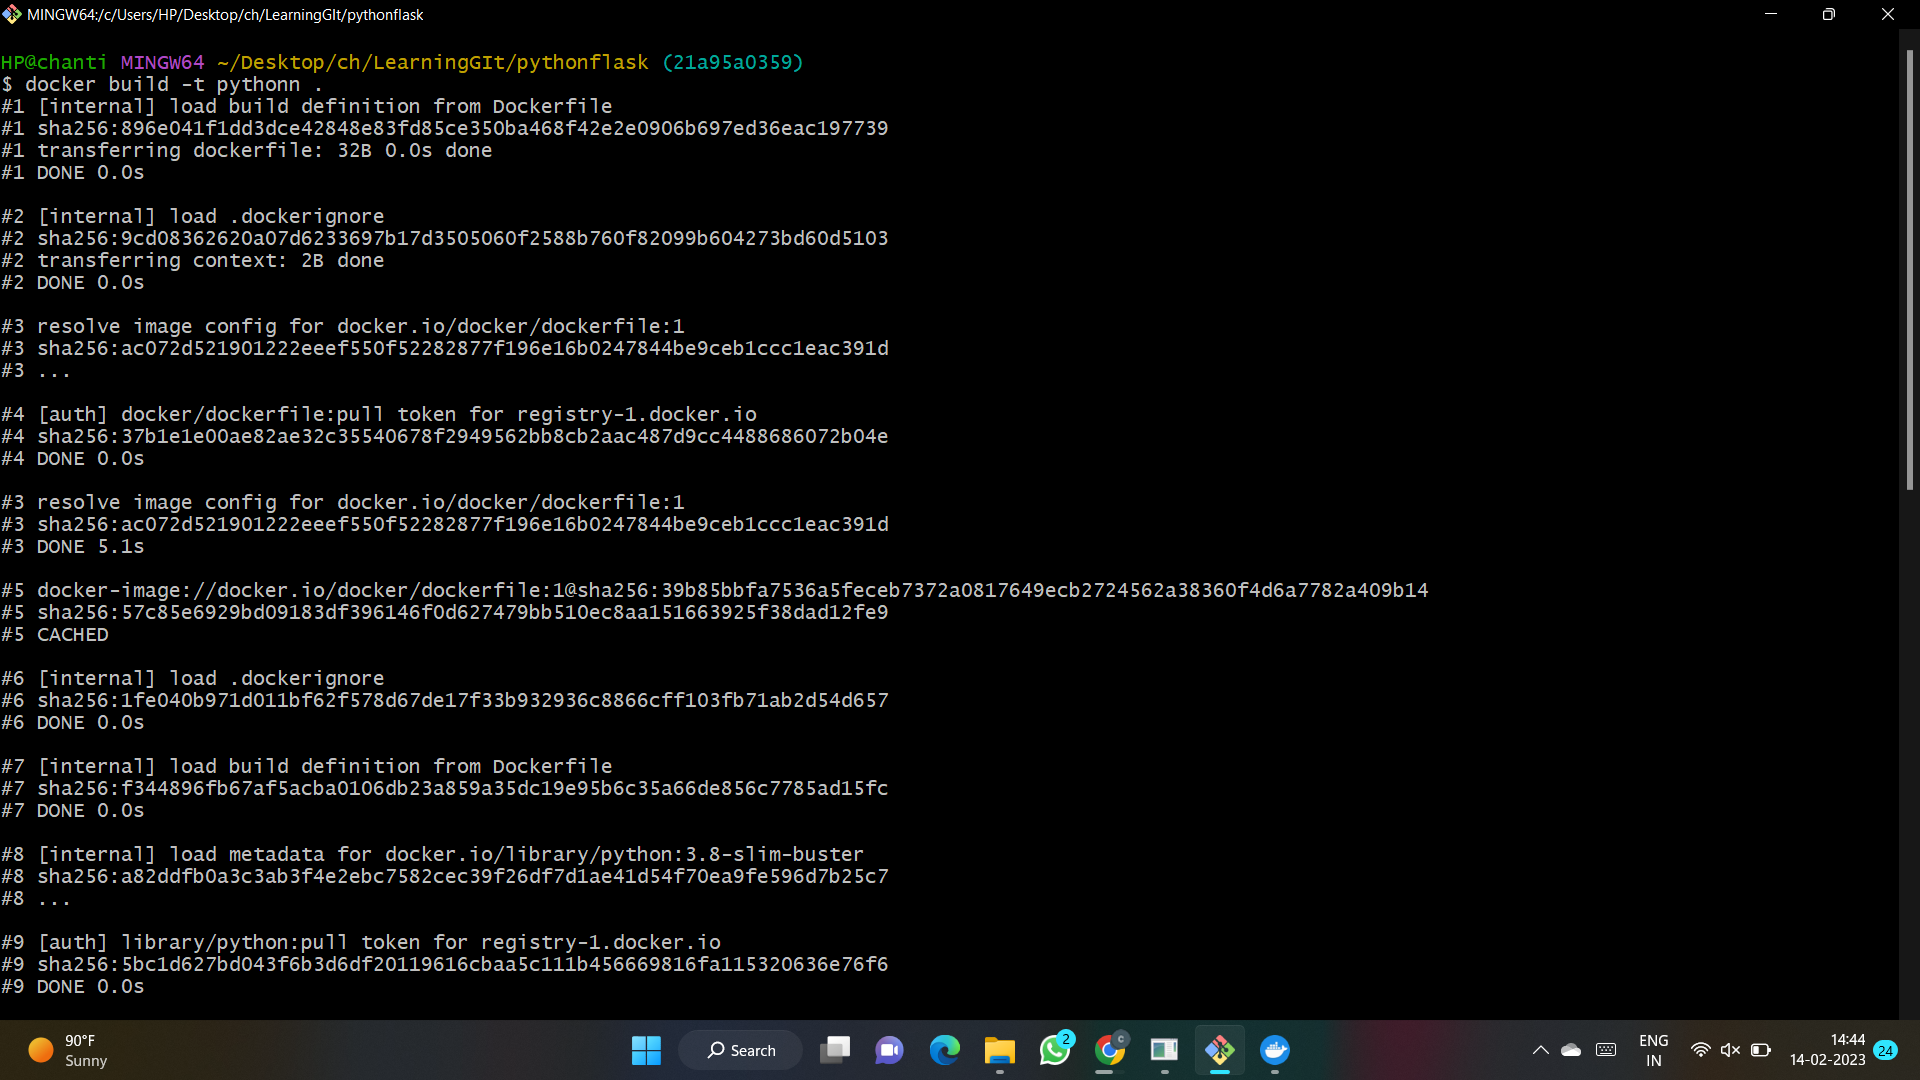 MINGW64:/c/Users/HP/Desktop/ch/LearningGIt/pythonflask
HP@chanti MINGW64 ~/Desktop/ch/LearningGIt/pythonflask (21a95a0359)
$ docker build -t pythonn .
#1 [internal] load build definition from Dockerfile
#1 sha256:896e041f1dd3dce42848e83fd85ce350ba468f42e2e0906b697ed36eac197739
#1 transferring dockerfile: 32B 0.0s done
#1 DONE 0.0s
#2 [internal] load .dockerignore
#2 sha256:9cd08362620a07d6233697b17d3505060f2588b760f82099b604273bd60d5103
#2 transferring context: 2B done
#2 DONE 0.0s
#3 resolve image config for docker.io/docker/dockerfile:1
#3 sha256:ac072d521901222eeef550f52282877f196e16b0247844be9ceb1ccc1eac391d
#3 ...
#4 [auth] docker/dockerfile:pull token for registry-1.docker.io
#4 sha256:37b1e1e00ae82ae32c35540678f2949562bb8cb2aac487d9cc4488686072b04e
#4 DONE 0.0s
#3 resolve image config for docker.io/docker/dockerfile:1
#3 sha256:ac072d521901222eeef550f52282877f196e16b0247844be9ceb1ccc1eac391d
#3 DONE 5.1s
#5 docker-image://docker.io/docker/dockerfile:1@sha256:39b85bbfa7536a5feceb7372a0817649ecb2724562a38360f4d6a7782a409b14
#5 sha256:57c85e6929bd09183df396146f0d627479bb510ec8aa151663925f38dad12fe9
#5 CACHED
#6 [internal] load .dockerignore
#6 sha256:1fe040b971d011bf62f578d67de17f33b932936c8866cff103fb71ab2d54d657
#6 DONE 0.0s
#7 [internal] load build definition from Dockerfile
#7 sha256:f344896fb67af5acba0106db23a859a35dc19e95b6c35a66de856c7785ad15fc
#7 DONE 0.0s
#8 [internal] load metadata for docker.io/library/python:3.8-slim-buster
#8 sha256:a82ddfb0a3c3ab3f4e2ebc7582cec39f26df7d1ae41d54f70ea9fe596d7b25c7
#8 ...
#9 [auth] library/python:pull token for registry-1.docker.io
#9 sha256:5bc1d627bd043f6b3d6df20119616cbaa5c111b456669816fa115320636e76f6
#9 DONE 0.0s
90°F
Sunny
Search
2
C
ENG
IN
14:44
14-02-2023
24